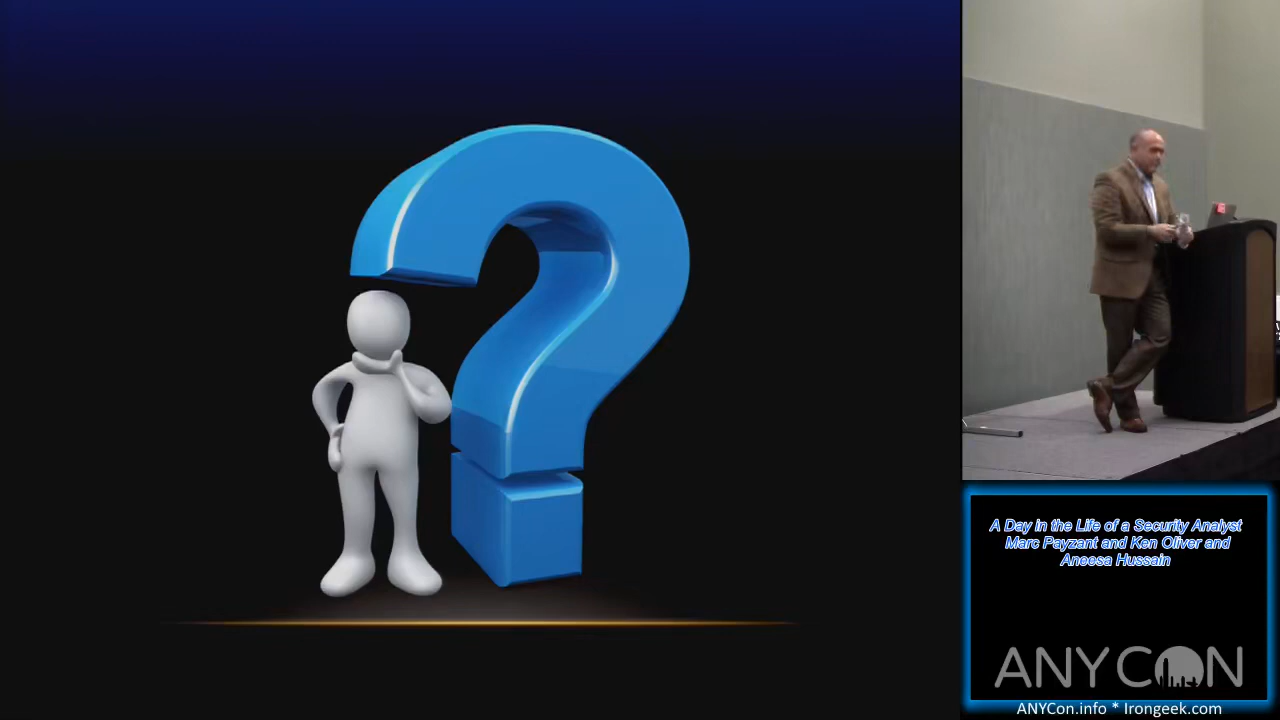 A Day in the Life of a Security Analyst
Marc Payzant and Ken Oliver and
Aneesa Hussain
ANYCON
ANYCon.info * Irongeek.com